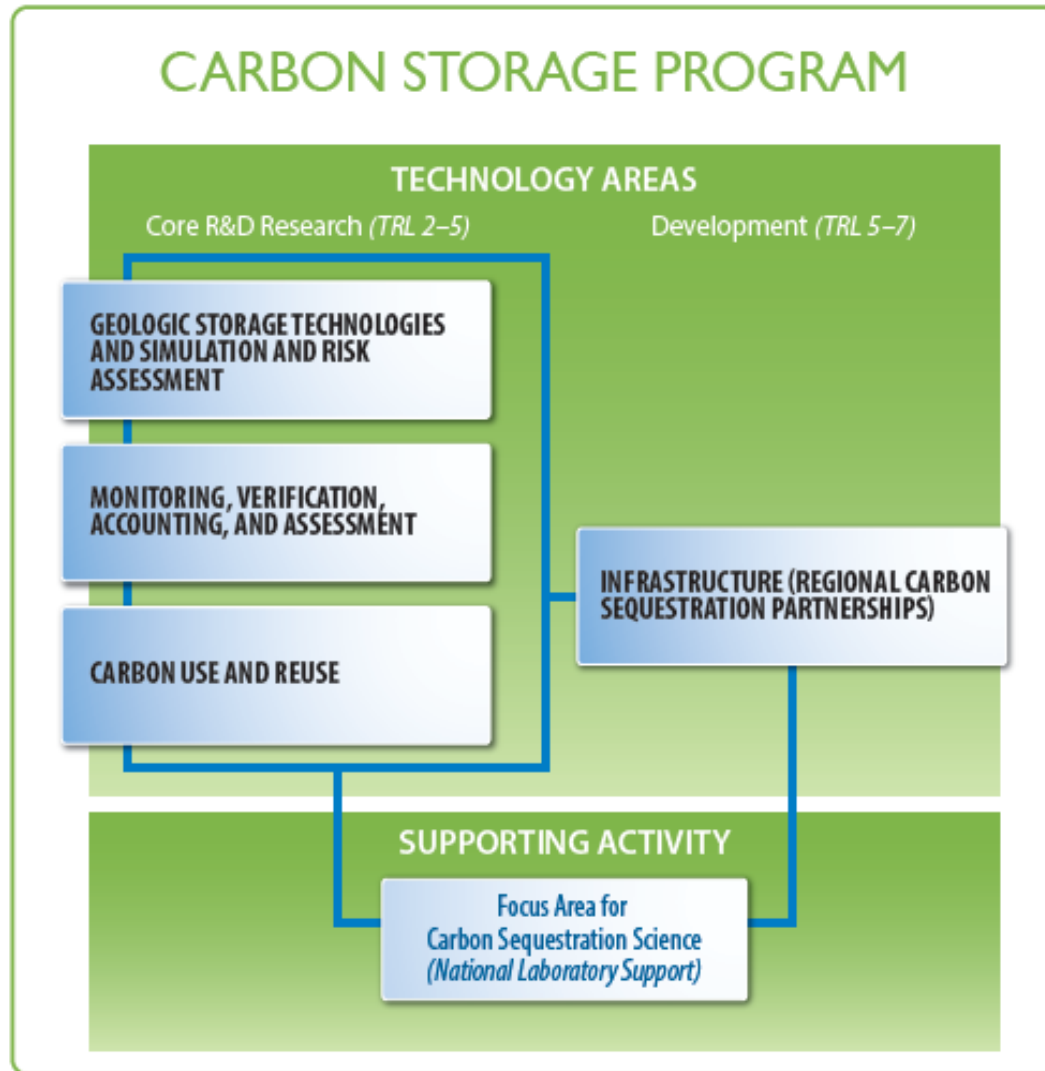 CARBON STORAGE PROGRAM
TECHNOLOGY AREAS
Core R&D Research (TRL 2–5)
Development (TRL 5–7)
GEOLOGIC STORAGE TECHNOLOGIES
AND SIMULATION AND RISK
ASSESSMENT
MONITORING, VERIFICATION,
ACCOUNTING, AND ASSESSMENT
CARBON USE AND REUSE
INFRASTRUCTURE (REGIONAL CARBON
SEQUESTRATION PARTNERSHIPS)
SUPPORTING ACTIVITY
Focus Area for
Carbon Sequestration Science
(National Laboratory Support)